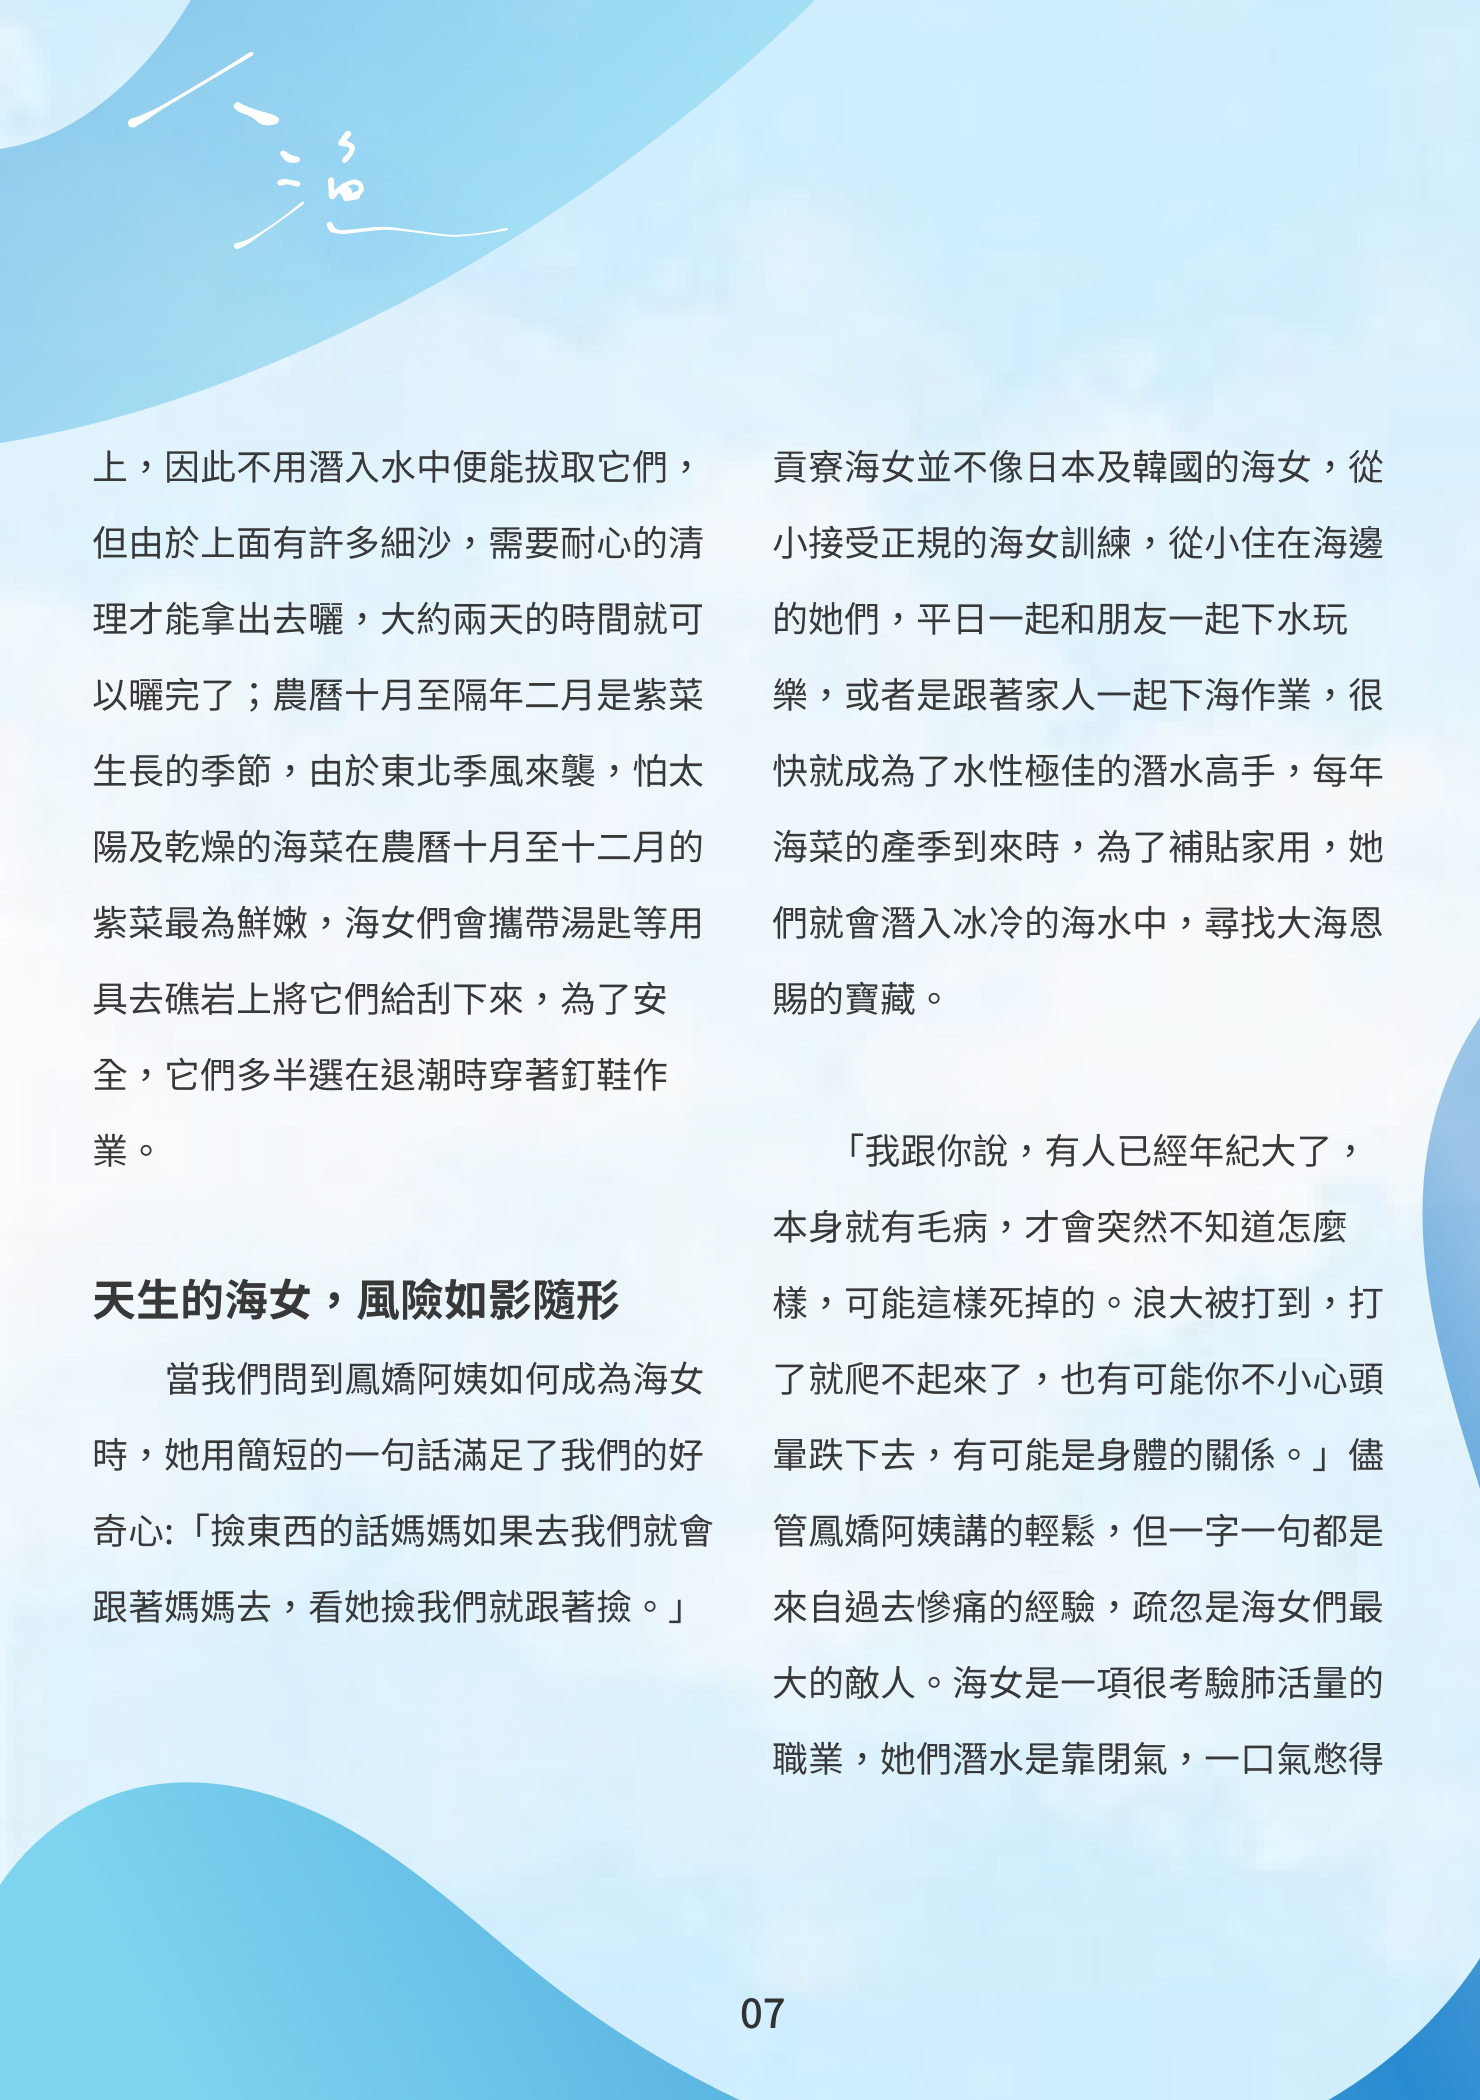 上，因此不用潛入水中便能拔取它們，
但由於上面有許多細沙，需要耐心的清
理才能拿出去曬，大約兩天的時間就可
以曬完了；農曆十月至隔年二月是紫菜
生長的季節，由於東北季風來襲，怕太
陽及乾燥的海菜在農曆十月至十二月的
紫菜最為鮮嫩，海女們會攜帶湯匙等用
具去礁岩上將它們給刮下來，為了安
全，它們多半選在退潮時穿著釘鞋作
業。
天生的海女，風險如影隨形
當我們問到鳳嬌阿姨如何成為海女
時，她用簡短的一句話滿足了我們的好
奇心:「撿東西的話媽媽如果去我們就會
跟著媽媽去，看她撿我們就跟著撿。」
貢寮海女並不像日本及韓國的海女，從
小接受正規的海女訓練，從小住在海邊
的她們，平日一起和朋友一起下水玩
樂，或者是跟著家人一起下海作業，很
快就成為了水性極佳的潛水高手，每年
海菜的產季到來時，為了補貼家用，她
們就會潛入冰冷的海水中，尋找大海恩
賜的寶藏。
「我跟你說，有人已經年紀大了，
本身就有毛病，才會突然不知道怎麼
樣，可能這樣死掉的。浪大被打到，打
了就爬不起來了，也有可能你不小心頭
暈跌下去，有可能是身體的關係。」儘
管鳳嬌阿姨講的輕鬆，但一字一句都是
來自過去慘痛的經驗，疏忽是海女們最
大的敵人。海女是一項很考驗肺活量的
職業，她們潛水是靠閉氣，一口氣憋得
07